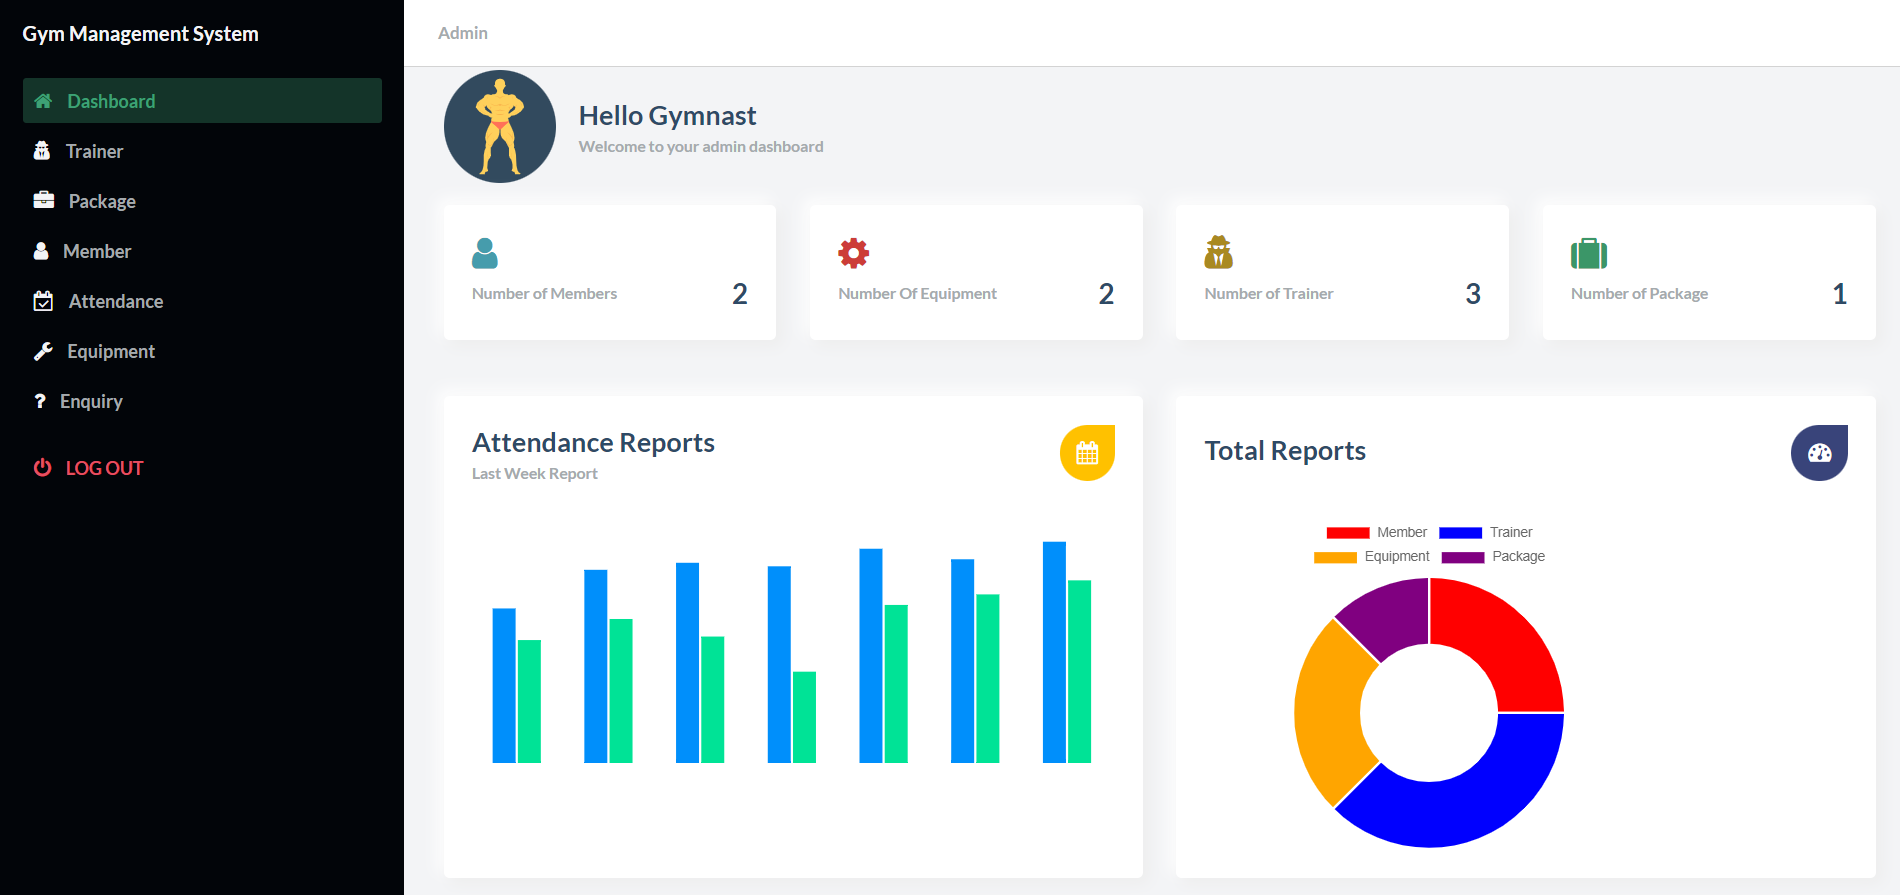 Gym Management System
Dashboard
Trainer
Package
Member
Attendance
Equipment
? Enquiry
LOG OUT
Admin
Hello Gymnast
Welcome to your admin dashboard
Number of Members 2
Number Of Equipment 2
Number of Trainer 3
Number of Package 1
Attendance Reports
Last Week Report
Total Reports
Member Trainer
Equipment Package